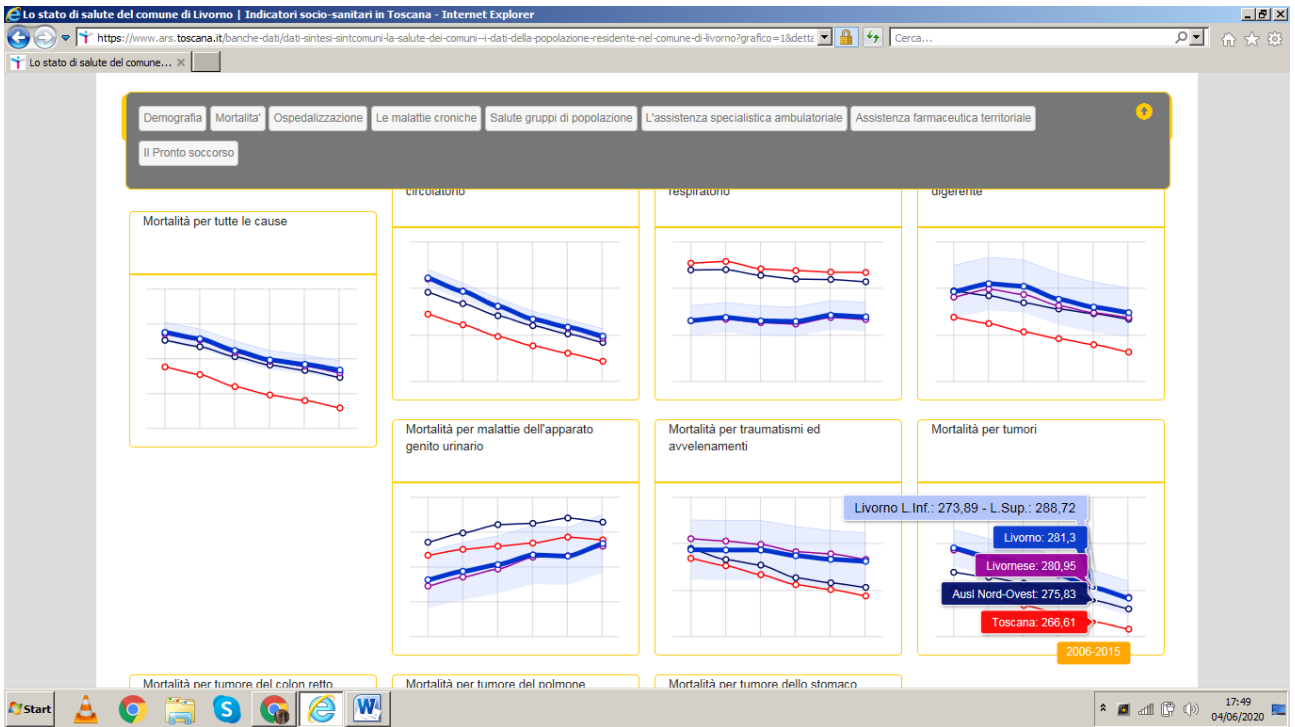 Lo stato di salute del comune di Livorno | Indicatori socio-sanitari in Toscana - Internet Explorer
https://www.ars.toscana.it/banche-dati/dati-sintesi-sintcomuni-la-salute-dei-comuni--i-dati-della-popolazione-residente-nel-comune-di-livorno?grafico=1&detta
Cerca...
Lo stato di salute del comune...
Demografia Mortalita' Ospedalizzazione Le malattie croniche Salute gruppi di popolazione L'assistenza specialistica ambulatoriale Assistenza farmaceutica territoriale
Il Pronto soccorso
circolatorio
respiratorio
digerente
Mortalità per tutte le cause
Mortalità per malattie dell'apparato
genito urinario
Mortalità per traumatismi ed
avvelenamenti
Mortalità per tumori
Livorno L.Inf.: 273,89 - L.Sup.: 288,72
Livorno: 281,3
Livornese: 280,95
Ausl Nord-Ovest: 275,83
Toscana: 266,61
2006-2015
Mortalità per tumore del colon retto
Mortalità per tumore del polmone
Mortalità per tumore dello stomaco
Start
17:49
04/06/2020